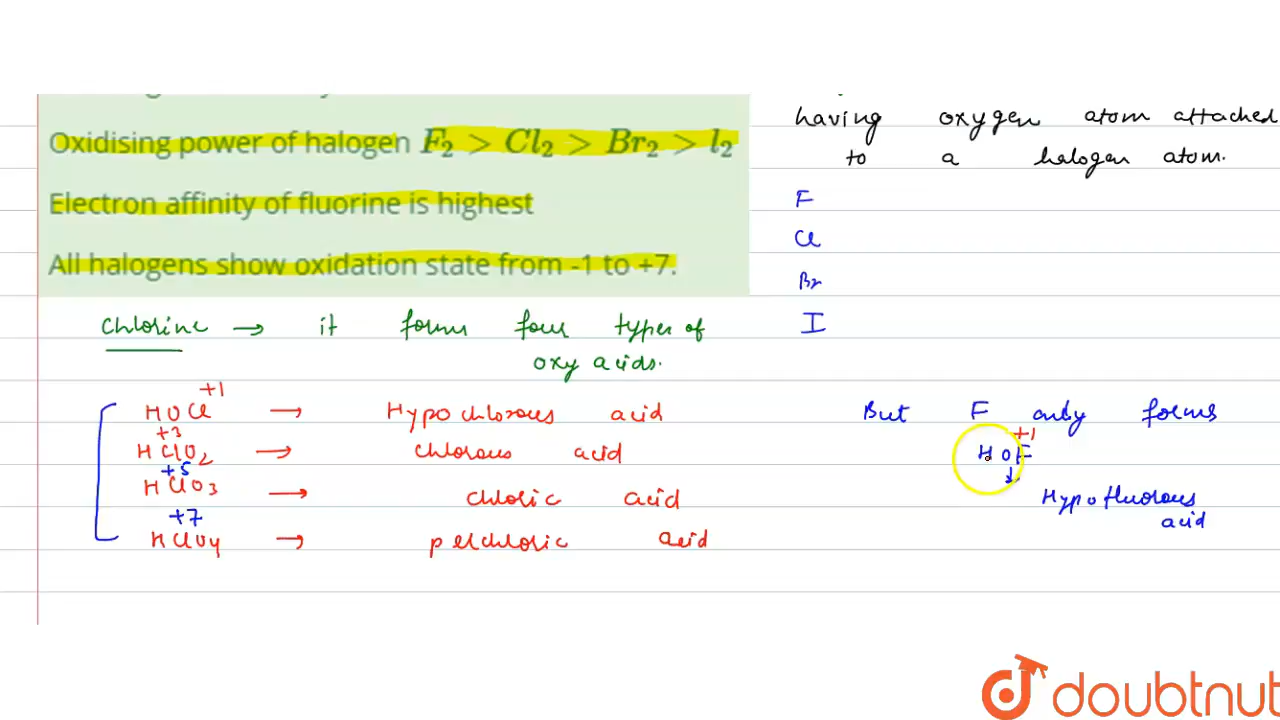 Oxidising power of halogen F₂ > Cl₂ > Br₂ > l₂
Electron affinity of fluorine is highest
All halogens show oxidation state from -1 to +7.
having oxygen atom attached
to a halogen atom.
F
Cl
Br
I
Chlorine → it forms four types of
oxy acids.
+1
HOCl → Hypochlorous acid
+3
HClO₂ → chlorous acid
+5
HClO₃ → chloric acid
+7
HClO4 → perchloric acid
But F only forms
+1
HOF
↓
Hypofluorous
acid
doubtnut